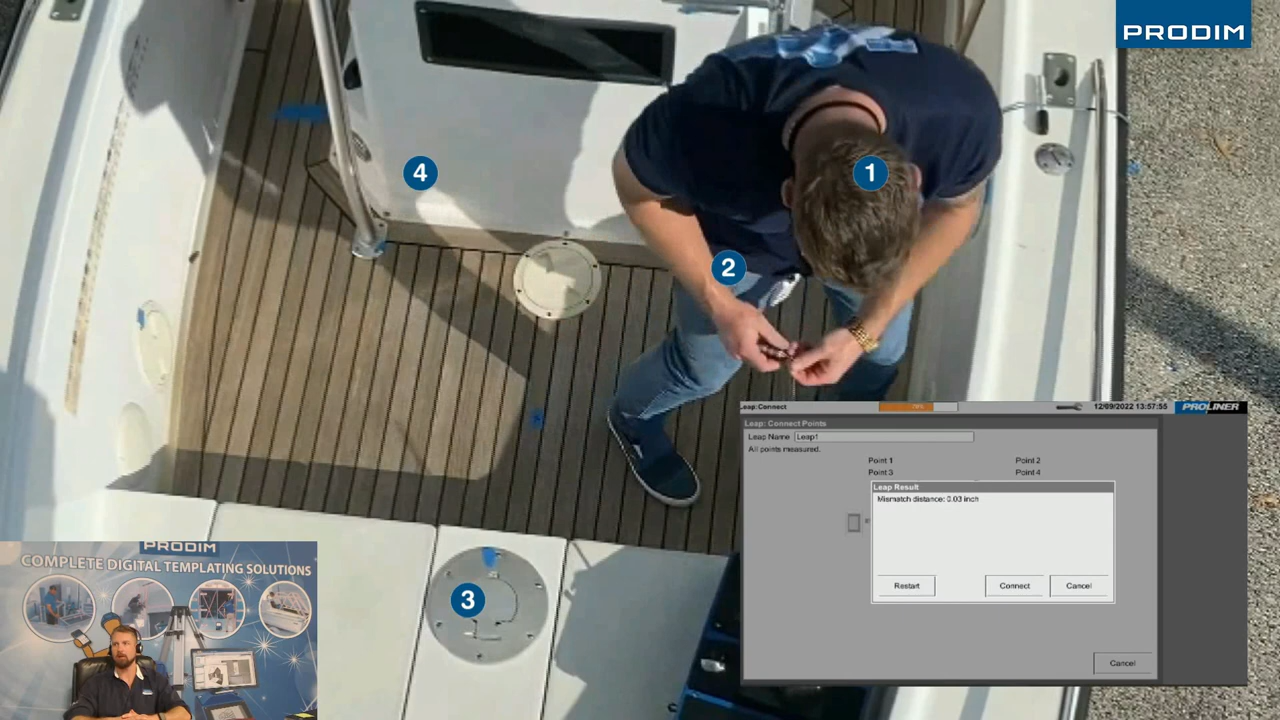 PRODIM
4
1
2
3
Leap:Connect
12/09/2022 13:57:55
PROLINER
Leap: Connect Points
Leap Name Leap1
All points measured.
Point 1 Point 2
Point 3 Point 4
Leap Result
Mismatch distance: 0.03 inch
Restart Connect Cancel
Cancel
PRODIM
COMPLETE DIGITAL TEMPLATING SOLUTIONS